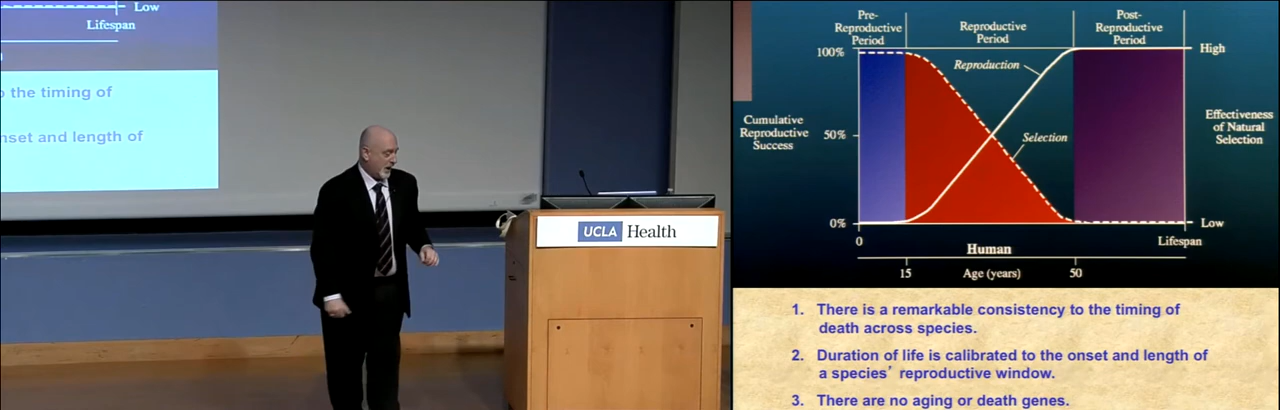 Low
Lifespan
the timing of
nset and length of
UCLA Health
Pre-
Reproductive
Period
Reproductive
Period
Post-
Reproductive
Period
100%
High
Reproduction
Cumulative
Reproductive
Success
50%
Selection
Effectiveness
of Natural
Selection
0%
Low
0
Human
Lifespan
15
Age (years)
50
1. There is a remarkable consistency to the timing of
death across species.
2. Duration of life is calibrated to the onset and length of
a species’ reproductive window.
3. There are no aging or death genes.